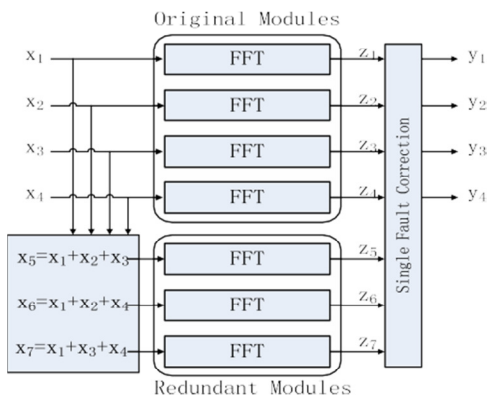 Original Modules
x₁ FFT z₁ y₁
x₂ FFT z₂ y₂
x₃ FFT z₃ y₃
x₄ FFT z₄ y₄
Single Fault Correction
x₅=x₁+x₂+x₃ FFT z₅
x₆=x₁+x₂+x₄ FFT z₆
x₇=x₁+x₃+x₄ FFT z₇
Redundant Modules